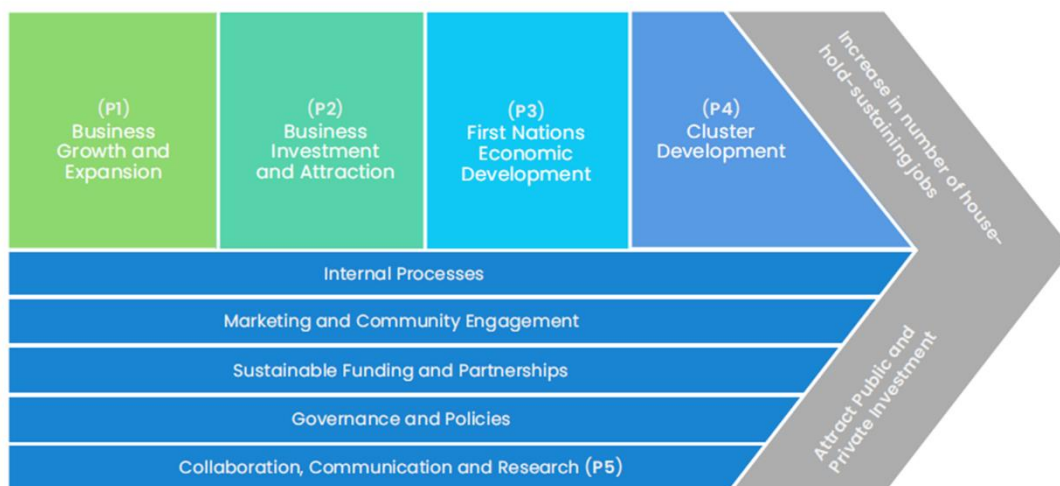 (P1)
Business
Growth and
Expansion
(P2)
Business
Investment
and Attraction
(P3)
First Nations
Economic
Development
(P4)
Cluster
Development
Increase in number of house-
hold-sustaining jobs
Internal Processes
Marketing and Community Engagement
Sustainable Funding and Partnerships
Governance and Policies
Collaboration, Communication and Research (P5)
Attract Public and
Private Investment